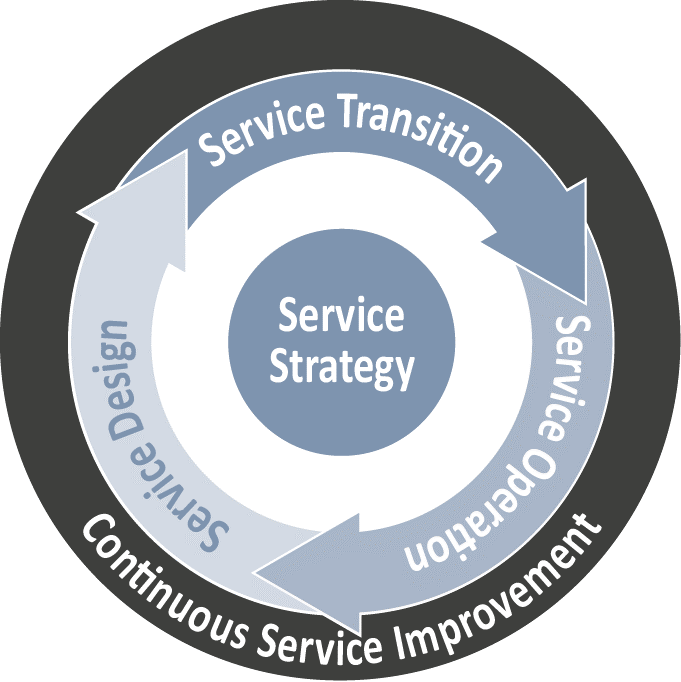 Service Transition
Service
Strategy
Service Operation
Service Design
Continuous Service Improvement